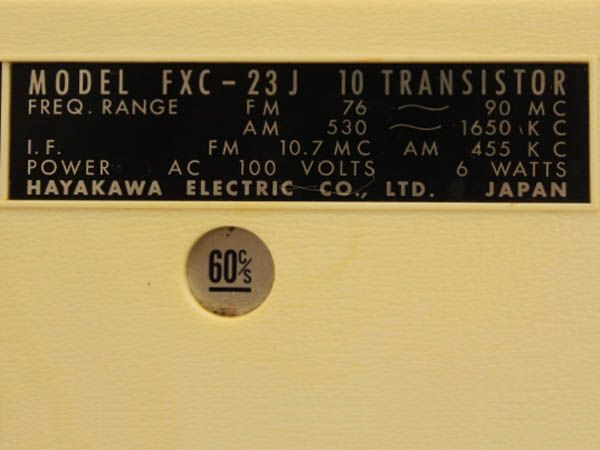 MODEL FXC-23J 10 TRANSISTOR
FREQ. RANGE FM 76 ~ 90 MC
AM 530 ~ 1650 KC
I.F. FM 10.7 MC AM 455 KC
POWER AC 100 VOLTS 6 WATTS
HAYAKAWA ELECTRIC CO., LTD. JAPAN
60 C/S